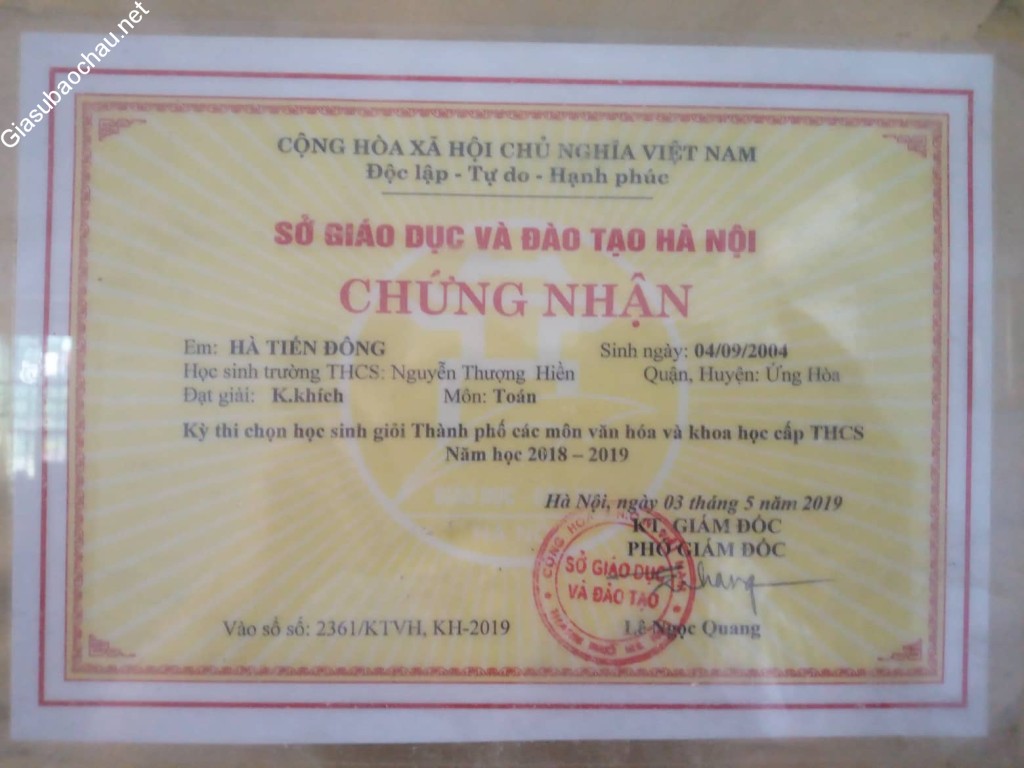 Giasubaochau.net
CỘNG HÒA XÃ HỘI CHỦ NGHĨA VIỆT NAM
Độc lập - Tự do - Hạnh phúc
SỞ GIÁO DỤC VÀ ĐÀO TẠO HÀ NỘI
CHỨNG NHẬN
Em: HÀ TIẾN ĐÔNG Sinh ngày: 04/09/2004
Học sinh trường THCS: Nguyễn Thượng Hiền Quận, Huyện: Ứng Hòa
Đạt giải: K.khích Môn: Toán
Kỳ thi chọn học sinh giỏi Thành phố các môn văn hóa và khoa học cấp THCS
Năm học 2018 – 2019
Hà Nội, ngày 03 tháng 5 năm 2019
KT. GIÁM ĐỐC
PHÓ GIÁM ĐỐC
SỞ GIÁO DỤC
VÀ ĐÀO TẠO
Vào sổ số: 2361/KTVH, KH-2019 Lê Ngọc Quang